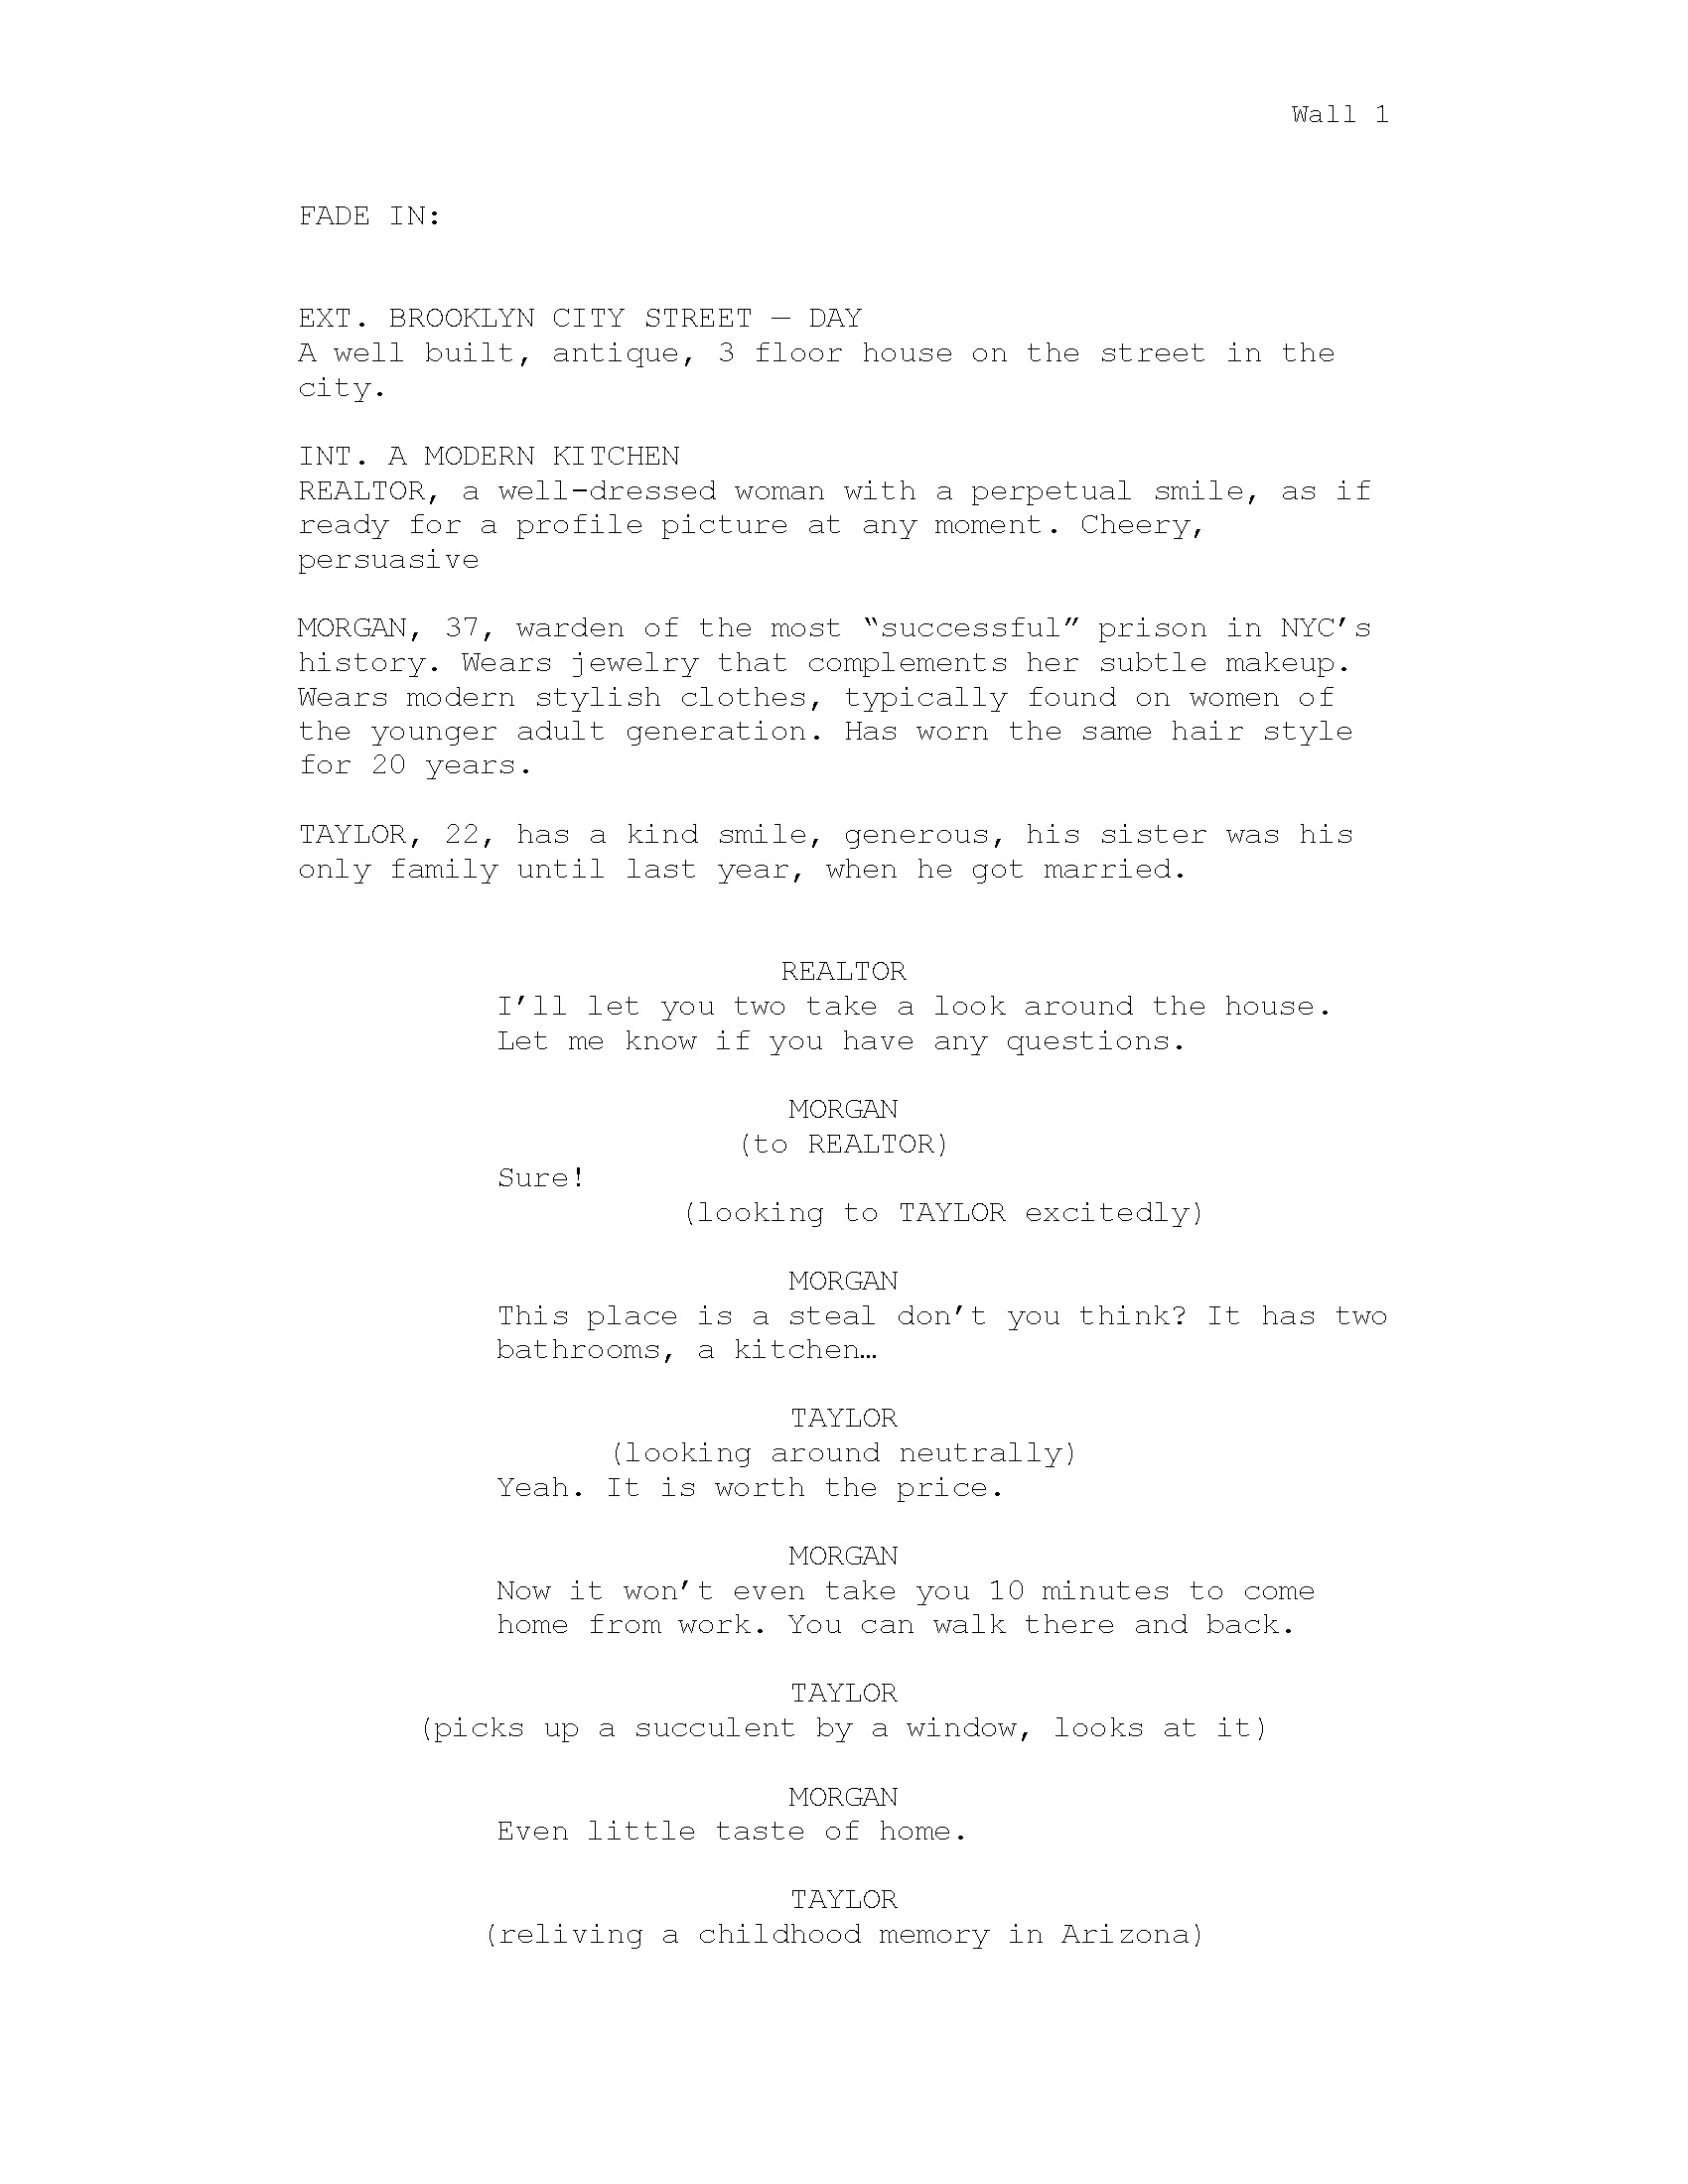 Wall 1
FADE IN:
EXT. BROOKLYN CITY STREET — DAY
A well built, antique, 3 floor house on the street in the
city.
INT. A MODERN KITCHEN
REALTOR, a well-dressed woman with a perpetual smile, as if
ready for a profile picture at any moment. Cheery,
persuasive
MORGAN, 37, warden of the most “successful” prison in NYC’s
history. Wears jewelry that complements her subtle makeup.
Wears modern stylish clothes, typically found on women of
the younger adult generation. Has worn the same hair style
for 20 years.
TAYLOR, 22, has a kind smile, generous, his sister was his
only family until last year, when he got married.
REALTOR
I’ll let you two take a look around the house.
Let me know if you have any questions.
MORGAN
(to REALTOR)
Sure!
(looking to TAYLOR excitedly)
MORGAN
This place is a steal don’t you think? It has two
bathrooms, a kitchen…
TAYLOR
(looking around neutrally)
Yeah. It is worth the price.
MORGAN
Now it won’t even take you 10 minutes to come
home from work. You can walk there and back.
TAYLOR
(picks up a succulent by a window, looks at it)
MORGAN
Even little taste of home.
TAYLOR
(reliving a childhood memory in Arizona)